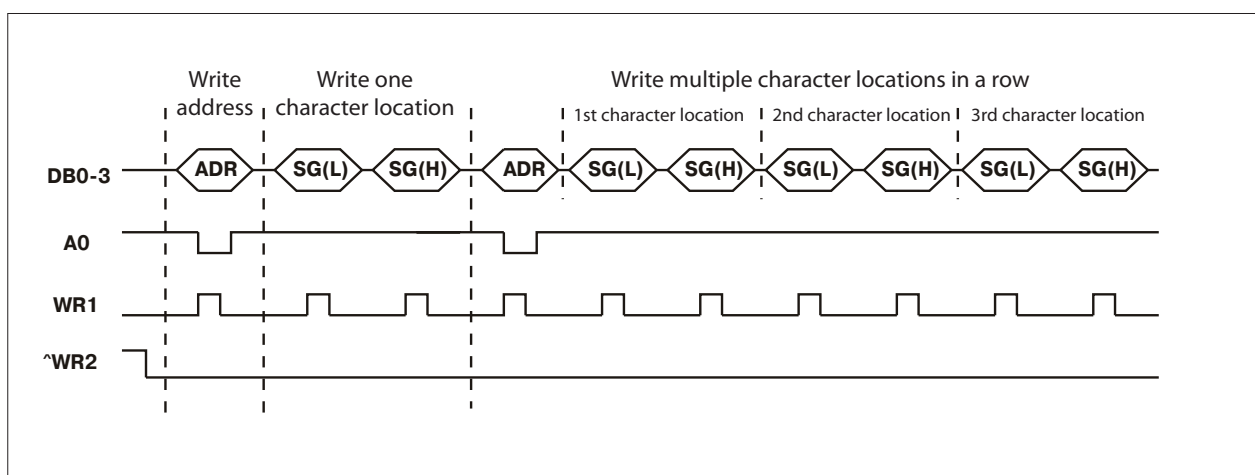 Write
address
Write one
character location
Write multiple character locations in a row
1st character location
2nd character location
3rd character location
DB0-3 ADR SG(L) SG(H) ADR SG(L) SG(H) SG(L) SG(H) SG(L) SG(H)
A0
WR1
^WR2